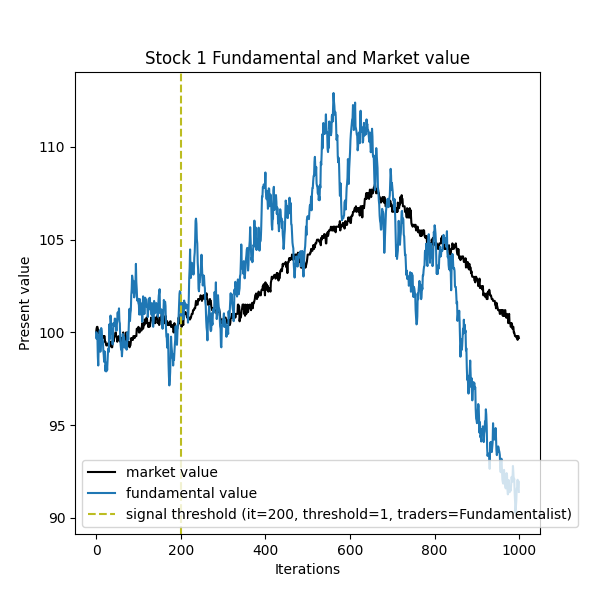 Stock 1 Fundamental and Market value
Present value
110
105
100
95
90
market value
fundamental value
signal threshold (it=200, threshold=1, traders=Fundamentalist)
0 200 400 600 800 1000
Iterations